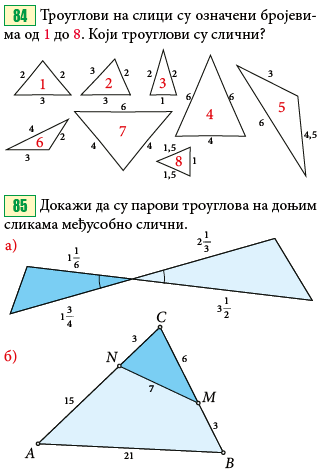 84 Троуглови на слици су означени бројеви-
ма од 1 до 8. Који троуглови су слични?
2 1 2 3
3 2 2 3
2 3 2 1
6 4 6 4
3 5 6 4,5
4 6 2 3
6 7 4 4
1,5 8 1 1,5
85 Докажи да су парови троуглова на доњим
сликама међусобно слични.
а)
1 1/6
2 1/3
1 3/4
3 1/2
б)
C
3
6
N
7
M
15
3
A
21
B